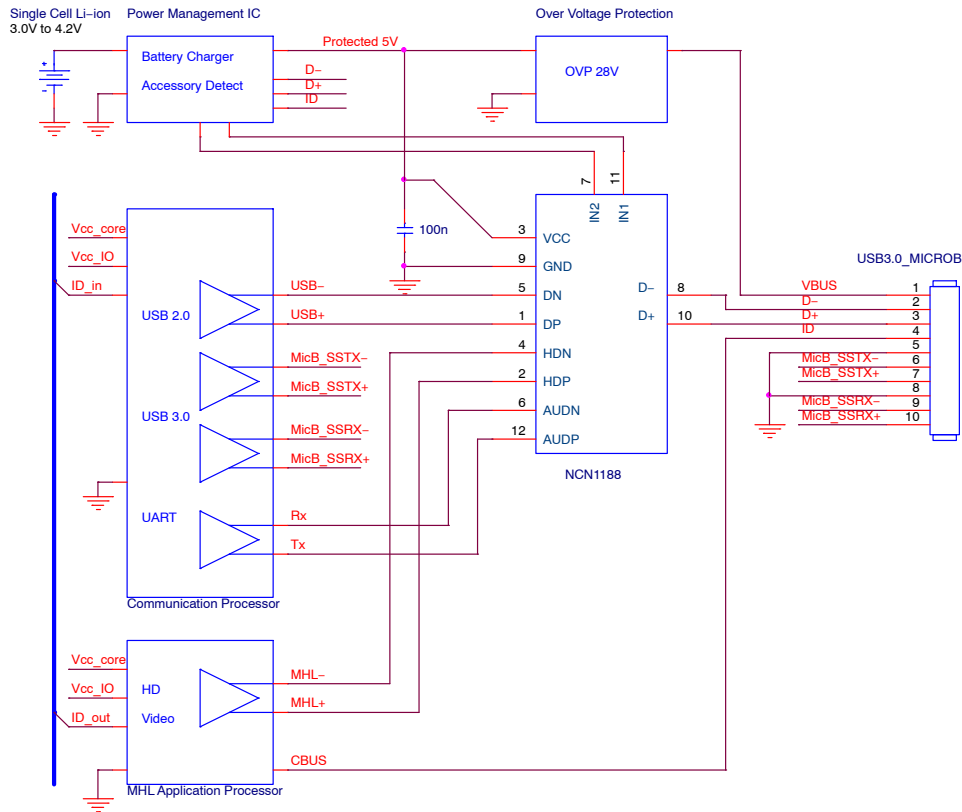 Single Cell Li-ion
3.0V to 4.2V
Power Management IC
Over Voltage Protection
Protected 5V
+
-
Battery Charger
Accessory Detect
D-
D+
ID
OVP 28V
7
11
IN2
IN1
100n
3
VCC
9
GND
5
DN
1
DP
4
HDN
2
HDP
6
AUDN
12
AUDP
D-
8
D+
10
NCN1188
Vcc_core
Vcc_IO
ID_in
USB 2.0
USB-
USB+
MicB_SSTX-
MicB_SSTX+
USB 3.0
MicB_SSRX-
MicB_SSRX+
UART
Rx
Tx
Communication Processor
USB3.0_MICROB
VBUS
1
D-
2
D+
3
ID
4
5
MicB_SSTX-
6
MicB_SSTX+
7
8
MicB_SSRX-
9
MicB_SSRX+
10
Vcc_core
Vcc_IO
ID_out
HD
Video
MHL-
MHL+
CBUS
MHL Application Processor